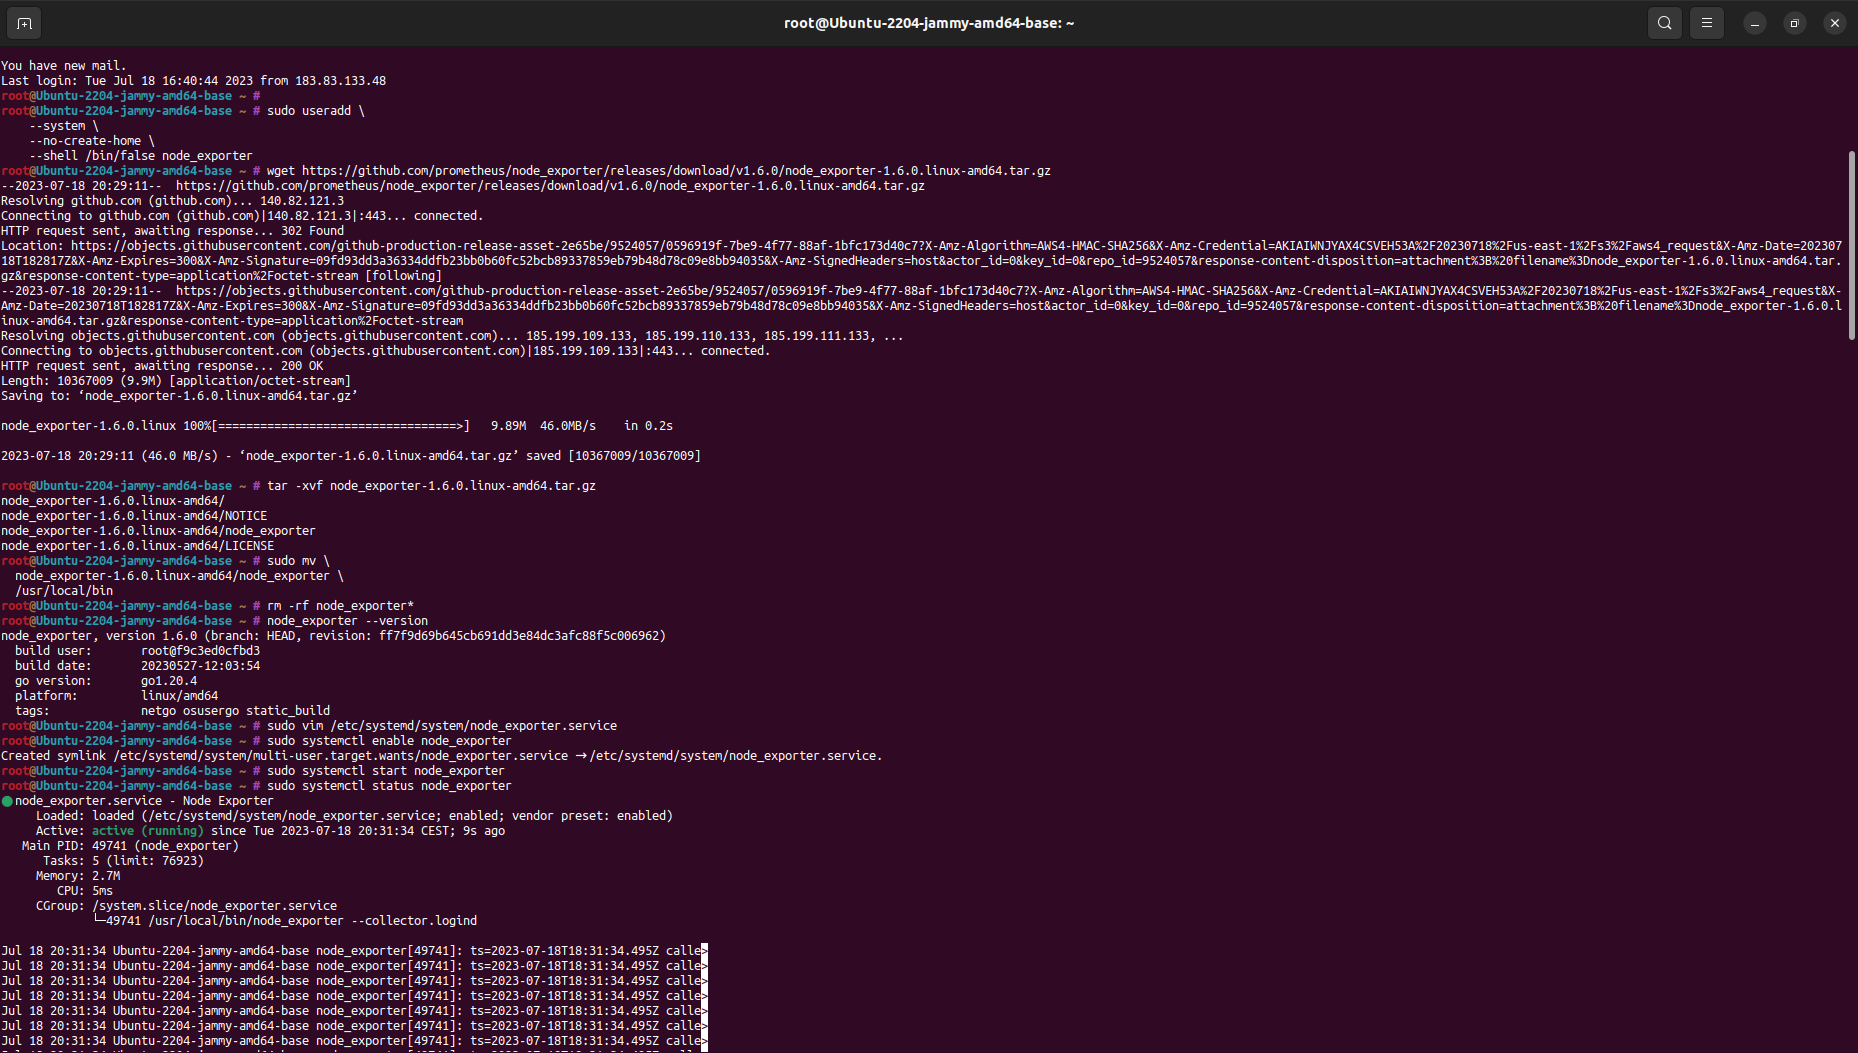 root@Ubuntu-2204-jammy-amd64-base: ~
You have new mail.
Last login: Tue Jul 18 16:40:44 2023 from 183.83.133.48
root@Ubuntu-2204-jammy-amd64-base ~ #
root@Ubuntu-2204-jammy-amd64-base ~ # sudo useradd \
    --system \
    --no-create-home \
    --shell /bin/false node_exporter
root@Ubuntu-2204-jammy-amd64-base ~ # wget https://github.com/prometheus/node_exporter/releases/download/v1.6.0/node_exporter-1.6.0.linux-amd64.tar.gz
--2023-07-18 20:29:11--  https://github.com/prometheus/node_exporter/releases/download/v1.6.0/node_exporter-1.6.0.linux-amd64.tar.gz
Resolving github.com (github.com)... 140.82.121.3
Connecting to github.com (github.com)|140.82.121.3|:443... connected.
HTTP request sent, awaiting response... 302 Found
Location: https://objects.githubusercontent.com/github-production-release-asset-2e65be/9524057/0596919f-7be9-4f77-88af-1bfc173d40c7?X-Amz-Algorithm=AWS4-HMAC-SHA256&X-Amz-Credential=AKIAIWNJYAX4CSVEH53A%2F20230718%2Fus-east-1%2Fs3%2Faws4_request&X-Amz-Date=202307
18T182817Z&X-Amz-Expires=300&X-Amz-Signature=09fd93dd3a36334ddfb23bb0b60fc52bcb89337859eb79b48d78c09e8bb94035&X-Amz-SignedHeaders=host&actor_id=0&key_id=0&repo_id=9524057&response-content-disposition=attachment%3B%20filename%3Dnode_exporter-1.6.0.linux-amd64.tar.
gz&response-content-type=application%2Foctet-stream [following]
--2023-07-18 20:29:11--  https://objects.githubusercontent.com/github-production-release-asset-2e65be/9524057/0596919f-7be9-4f77-88af-1bfc173d40c7?X-Amz-Algorithm=AWS4-HMAC-SHA256&X-Amz-Credential=AKIAIWNJYAX4CSVEH53A%2F20230718%2Fus-east-1%2Fs3%2Faws4_request&X-
Amz-Date=20230718T182817Z&X-Amz-Expires=300&X-Amz-Signature=09fd93dd3a36334ddfb23bb0b60fc52bcb89337859eb79b48d78c09e8bb94035&X-Amz-SignedHeaders=host&actor_id=0&key_id=0&repo_id=9524057&response-content-disposition=attachment%3B%20filename%3Dnode_exporter-1.6.0.l
inux-amd64.tar.gz&response-content-type=application%2Foctet-stream
Resolving objects.githubusercontent.com (objects.githubusercontent.com)... 185.199.109.133, 185.199.110.133, 185.199.111.133, ...
Connecting to objects.githubusercontent.com (objects.githubusercontent.com)|185.199.109.133|:443... connected.
HTTP request sent, awaiting response... 200 OK
Length: 10367009 (9.9M) [application/octet-stream]
Saving to: ‘node_exporter-1.6.0.linux-amd64.tar.gz’
node_exporter-1.6.0.linux 100%[==================================>]   9.89M  46.0MB/s    in 0.2s
2023-07-18 20:29:11 (46.0 MB/s) - ‘node_exporter-1.6.0.linux-amd64.tar.gz’ saved [10367009/10367009]
root@Ubuntu-2204-jammy-amd64-base ~ # tar -xvf node_exporter-1.6.0.linux-amd64.tar.gz
node_exporter-1.6.0.linux-amd64/
node_exporter-1.6.0.linux-amd64/NOTICE
node_exporter-1.6.0.linux-amd64/node_exporter
node_exporter-1.6.0.linux-amd64/LICENSE
root@Ubuntu-2204-jammy-amd64-base ~ # sudo mv \
  node_exporter-1.6.0.linux-amd64/node_exporter \
  /usr/local/bin
root@Ubuntu-2204-jammy-amd64-base ~ # rm -rf node_exporter*
root@Ubuntu-2204-jammy-amd64-base ~ # node_exporter --version
node_exporter, version 1.6.0 (branch: HEAD, revision: ff7f9d69b645cb691dd3e84dc3afc88f5c006962)
  build user:       root@f9c3ed0cfbd3
  build date:       20230527-12:03:54
  go version:       go1.20.4
  platform:         linux/amd64
  tags:             netgo osusergo static_build
root@Ubuntu-2204-jammy-amd64-base ~ # sudo vim /etc/systemd/system/node_exporter.service
root@Ubuntu-2204-jammy-amd64-base ~ # sudo systemctl enable node_exporter
Created symlink /etc/systemd/system/multi-user.target.wants/node_exporter.service → /etc/systemd/system/node_exporter.service.
root@Ubuntu-2204-jammy-amd64-base ~ # sudo systemctl start node_exporter
root@Ubuntu-2204-jammy-amd64-base ~ # sudo systemctl status node_exporter
● node_exporter.service - Node Exporter
     Loaded: loaded (/etc/systemd/system/node_exporter.service; enabled; vendor preset: enabled)
     Active: active (running) since Tue 2023-07-18 20:31:34 CEST; 9s ago
   Main PID: 49741 (node_exporter)
      Tasks: 5 (limit: 76923)
     Memory: 2.7M
        CPU: 5ms
     CGroup: /system.slice/node_exporter.service
             └─49741 /usr/local/bin/node_exporter --collector.logind
Jul 18 20:31:34 Ubuntu-2204-jammy-amd64-base node_exporter[49741]: ts=2023-07-18T18:31:34.495Z calle>
Jul 18 20:31:34 Ubuntu-2204-jammy-amd64-base node_exporter[49741]: ts=2023-07-18T18:31:34.495Z calle>
Jul 18 20:31:34 Ubuntu-2204-jammy-amd64-base node_exporter[49741]: ts=2023-07-18T18:31:34.495Z calle>
Jul 18 20:31:34 Ubuntu-2204-jammy-amd64-base node_exporter[49741]: ts=2023-07-18T18:31:34.495Z calle>
Jul 18 20:31:34 Ubuntu-2204-jammy-amd64-base node_exporter[49741]: ts=2023-07-18T18:31:34.495Z calle>
Jul 18 20:31:34 Ubuntu-2204-jammy-amd64-base node_exporter[49741]: ts=2023-07-18T18:31:34.495Z calle>
Jul 18 20:31:34 Ubuntu-2204-jammy-amd64-base node_exporter[49741]: ts=2023-07-18T18:31:34.495Z calle>